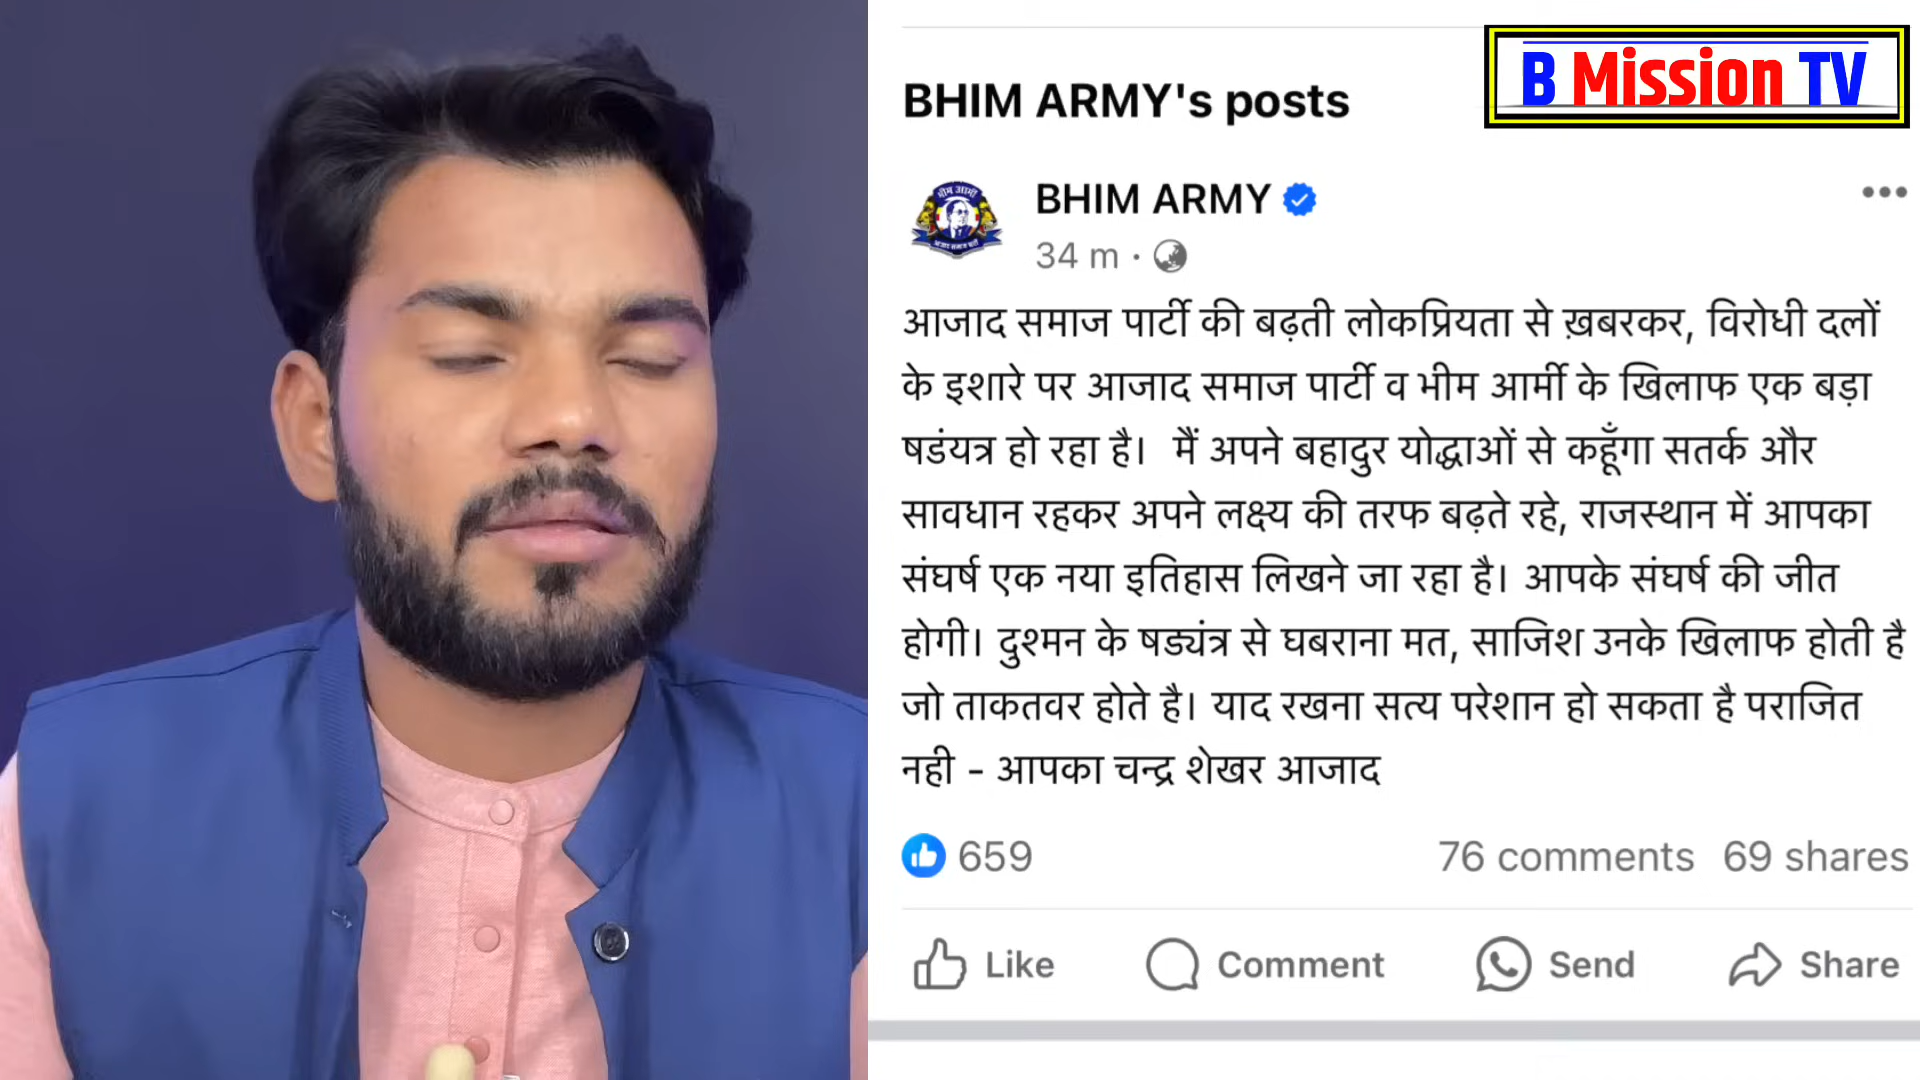 B Mission TV
BHIM ARMY's posts
BHIM ARMY
34 m
आजाद समाज पार्टी की बढ़ती लोकप्रियता से ख़बरकर, विरोधी दलों
के इशारे पर आजाद समाज पार्टी व भीम आर्मी के खिलाफ एक बड़ा
षडंयत्र हो रहा है। मैं अपने बहादुर योद्धाओं से कहूँगा सतर्क और
सावधान रहकर अपने लक्ष्य की तरफ बढ़ते रहे, राजस्थान में आपका
संघर्ष एक नया इतिहास लिखने जा रहा है। आपके संघर्ष की जीत
होगी। दुश्मन के षड्यंत्र से घबराना मत, साजिश उनके खिलाफ होती है
जो ताकतवर होते है। याद रखना सत्य परेशान हो सकता है पराजित
नही - आपका चन्द्र शेखर आजाद
659
76 comments 69 shares
Like Comment Send Share
भीम आर्मी